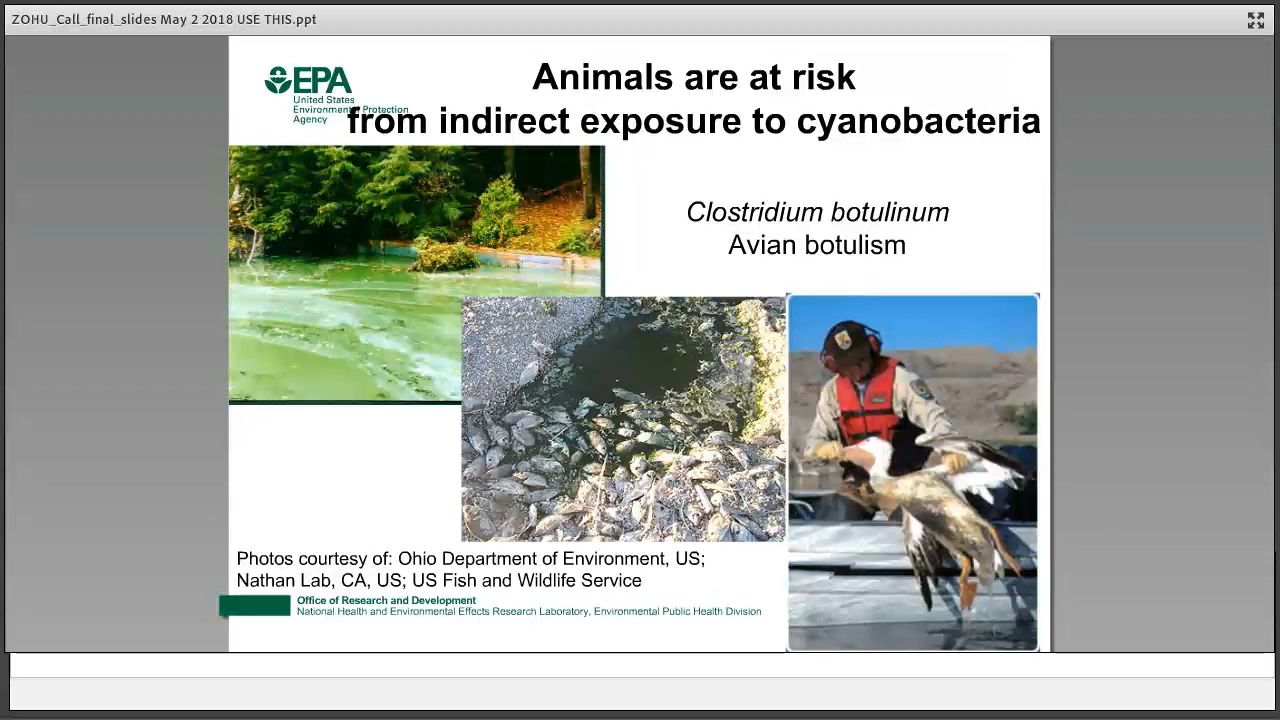 ZOHU_Call_final_slides May 2 2018 USE THIS.ppt
EPA
United States
Environmental Protection
Agency
Animals are at risk
from indirect exposure to cyanobacteria
Clostridium botulinum
Avian botulism
Photos courtesy of: Ohio Department of Environment, US;
Nathan Lab, CA, US; US Fish and Wildlife Service
Office of Research and Development
National Health and Environmental Effects Research Laboratory, Environmental Public Health Division